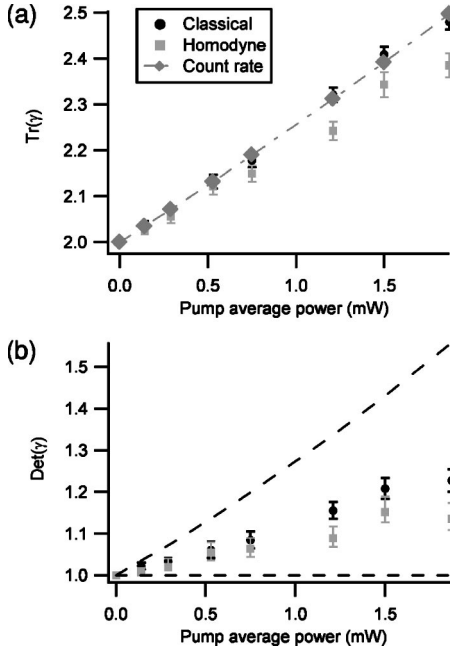 (a)
2.5
2.4
2.3
2.2
2.1
2.0
Tr(γ)
Classical
Homodyne
Count rate
0.0 0.5 1.0 1.5
Pump average power (mW)
(b)
1.5
1.4
1.3
1.2
1.1
1.0
Det(γ)
0.0 0.5 1.0 1.5
Pump average power (mW)